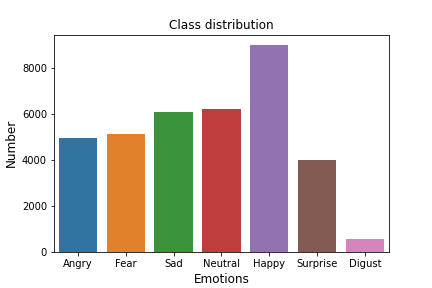 Class distribution
Number
8000
6000
4000
2000
0
Angry Fear Sad Neutral Happy Surprise Digust
Emotions